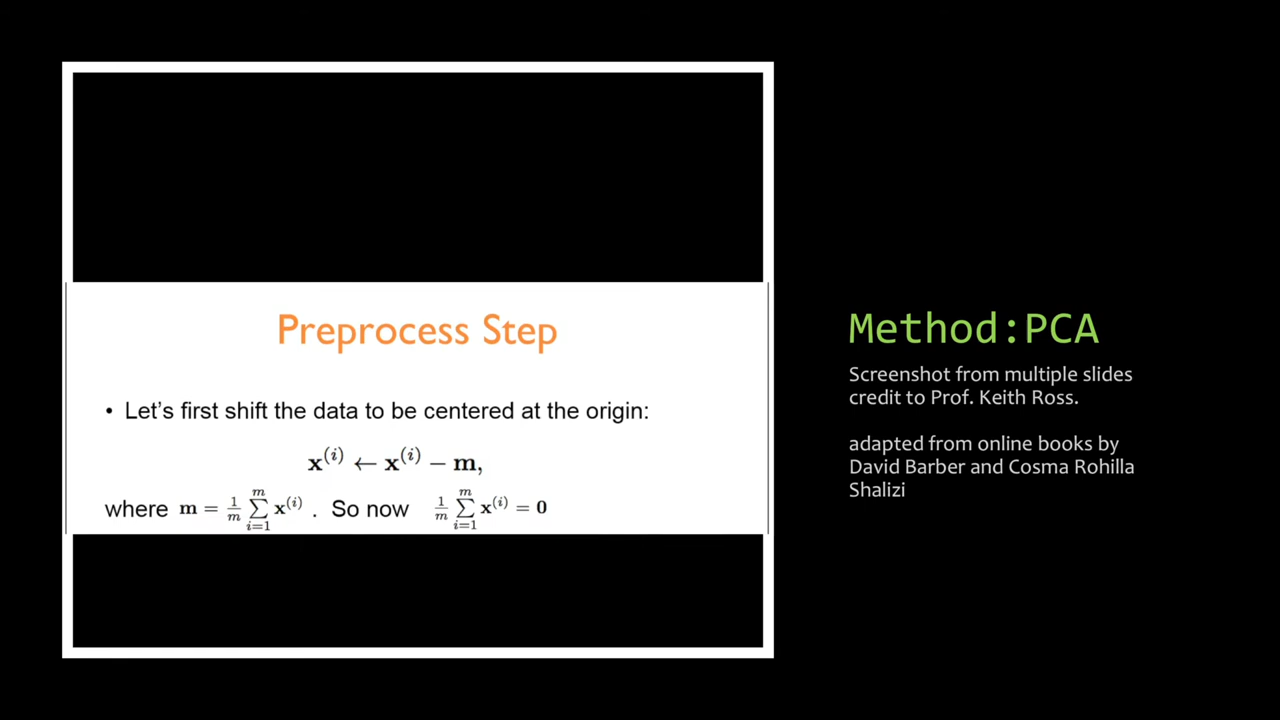 Preprocess Step
• Let's first shift the data to be centered at the origin:
x^(i) ← x^(i) − m,
where m = 1/m ∑_{i=1}^{m} x^(i) . So now 1/m ∑_{i=1}^{m} x^(i) = 0
Method:PCA
Screenshot from multiple slides
credit to Prof. Keith Ross.
adapted from online books by
David Barber and Cosma Rohilla
Shalizi